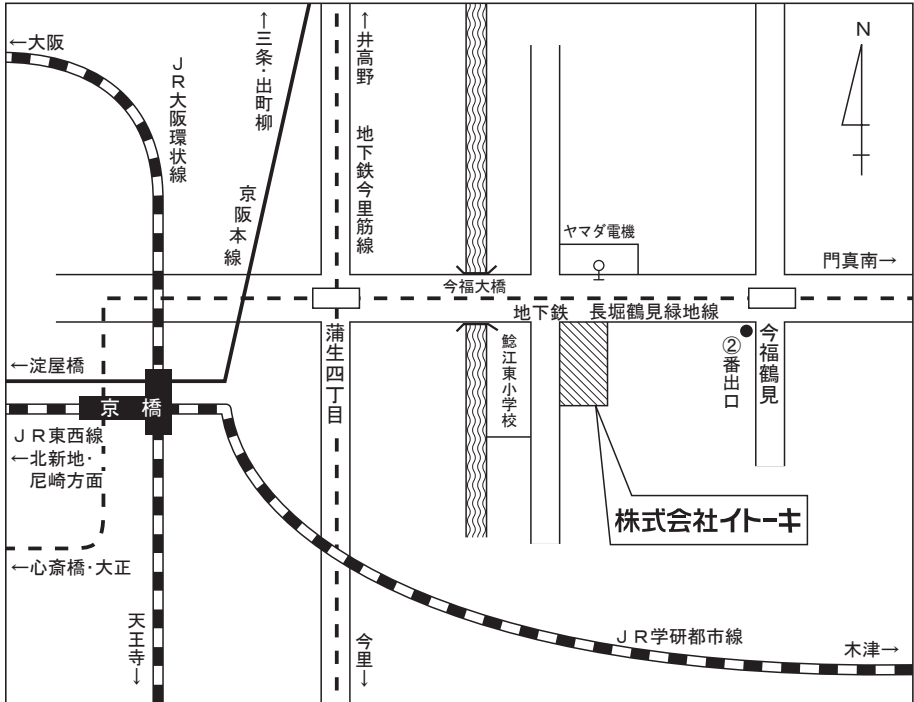 ←大阪
JR大阪環状線
←三条・出町柳
京阪本線
←井高野
地下鉄今里筋線
N
ヤマダ電機
門真南→
今福大橋
地下鉄 長堀鶴見緑地線
←淀屋橋
京橋
JR東西線
←北新地・
尼崎方面
←心斎橋・大正
天王寺→
蒲生四丁目
今里→
鯰江東小学校
②番出口
今福鶴見
株式会社イトーキ
JR学研都市線
木津→